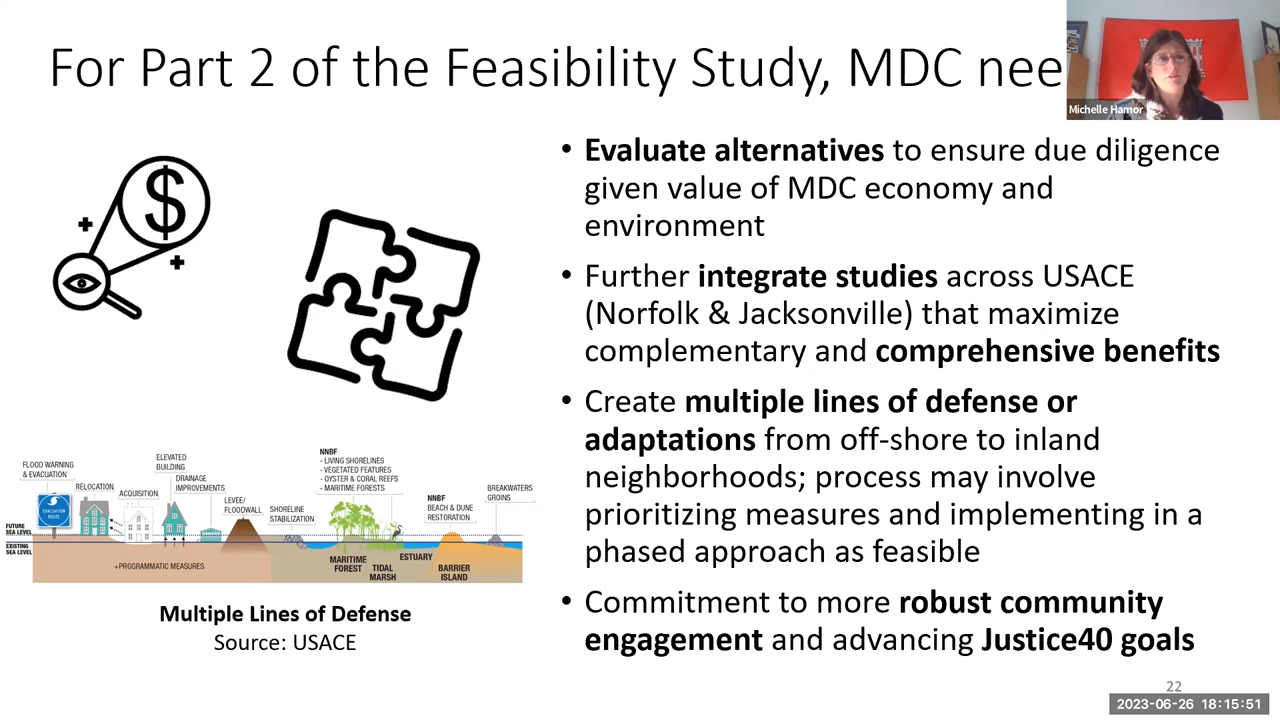 For Part 2 of the Feasibility Study, MDC nee
Michelle Hamor
• Evaluate alternatives to ensure due diligence
given value of MDC economy and
environment
• Further integrate studies across USACE
(Norfolk & Jacksonville) that maximize
complementary and comprehensive benefits
• Create multiple lines of defense or
adaptations from off-shore to inland
neighborhoods; process may involve
prioritizing measures and implementing in a
phased approach as feasible
• Commitment to more robust community
engagement and advancing Justice40 goals
$
FLOOD WARNING
& EVACUATION
RELOCATION
ACQUISITION
ELEVATED
BUILDING
DRAINAGE
IMPROVEMENTS
LEVEE/
FLOODWALL
SHORELINE
STABILIZATION
NNBF
- LIVING SHORELINES
- VEGETATED FEATURES
- OYSTER & CORAL REEFS
- MARITIME FORESTS
NNBF
BEACH & DUNE
RESTORATION
BREAKWATERS
GROINS
EVACUATION
ROUTE
FUTURE
SEA LEVEL
EXISTING
SEA LEVEL
+PROGRAMMATIC MEASURES
MARITIME
FOREST
TIDAL
MARSH
ESTUARY
BARRIER
ISLAND
Multiple Lines of Defense
Source: USACE
22
2023-06-26 18:15:51